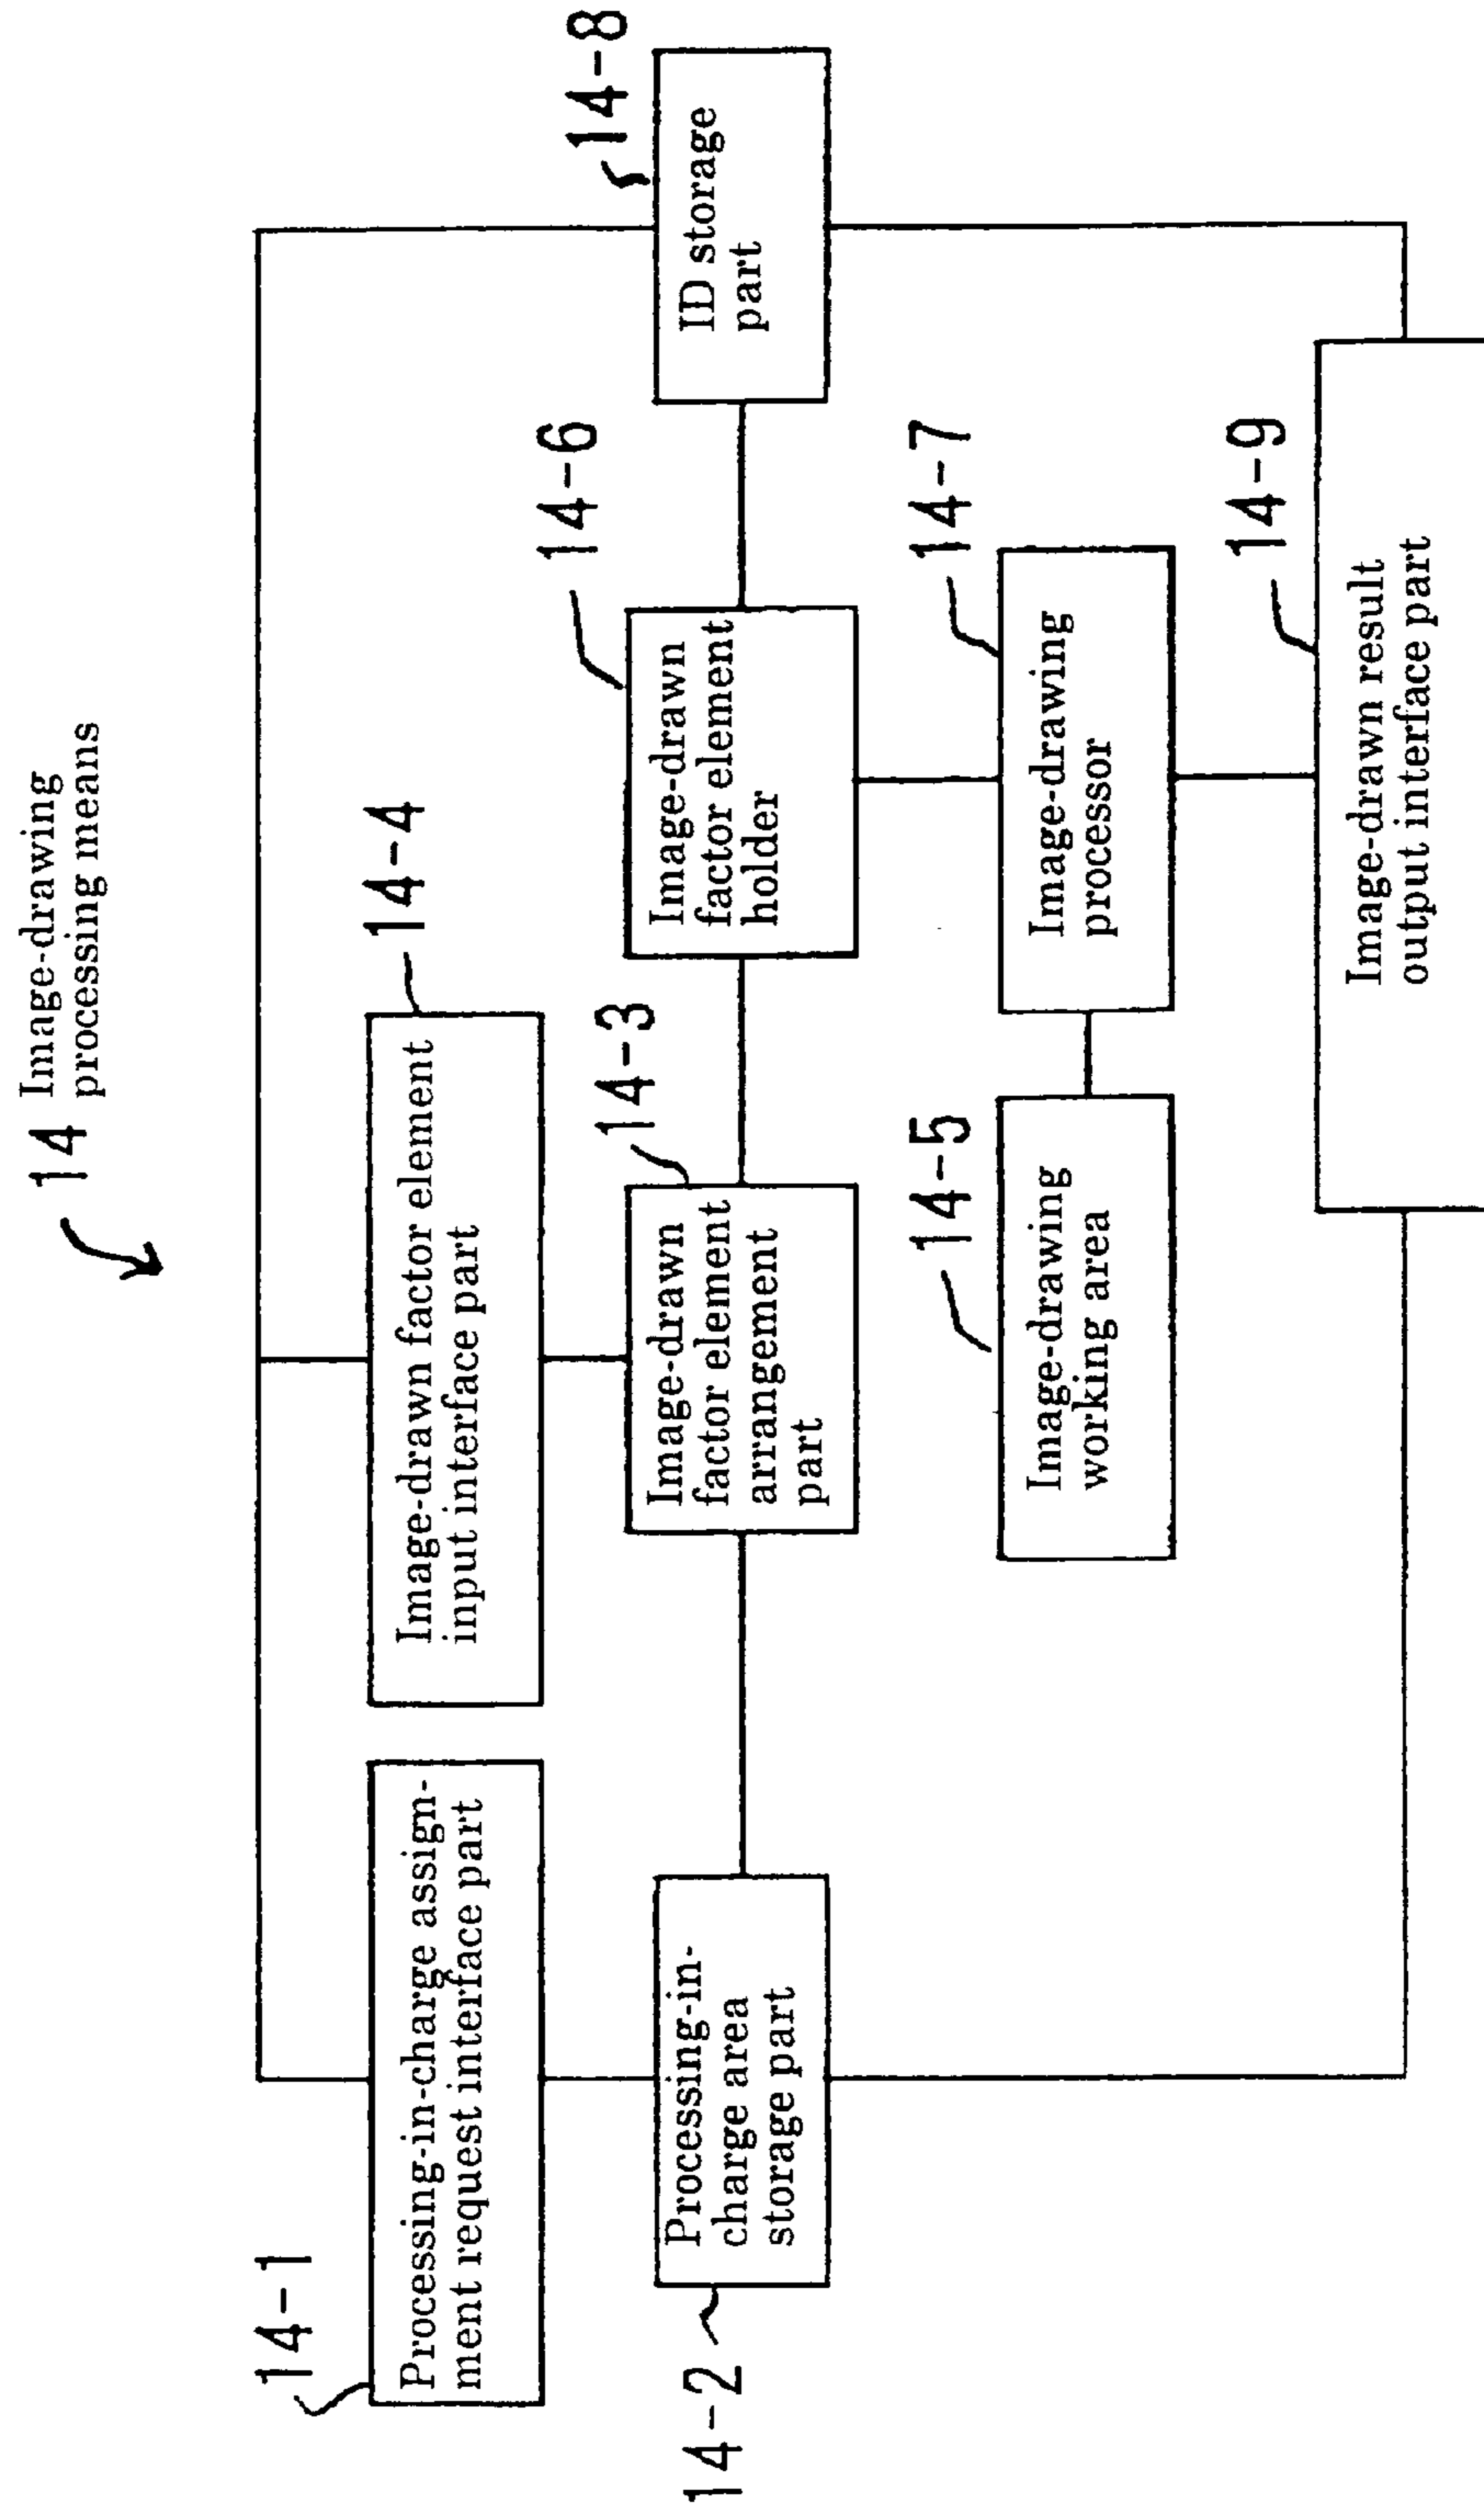 14 Image-drawing
processing means
14-1
Processing-in-charge assign-
ment request interface part
14-4
Image-drawn factor element
input interface part
14-2
Processing-in-
charge area
storage part
14-3
Image-drawn
factor element
arrangement
part
14-6
Image-drawn
factor element
holder
14-8
ID storage
part
14-5
Image-drawing
working area
14-7
Image-drawing
processor
14-9
Image-drawn result
output interface part